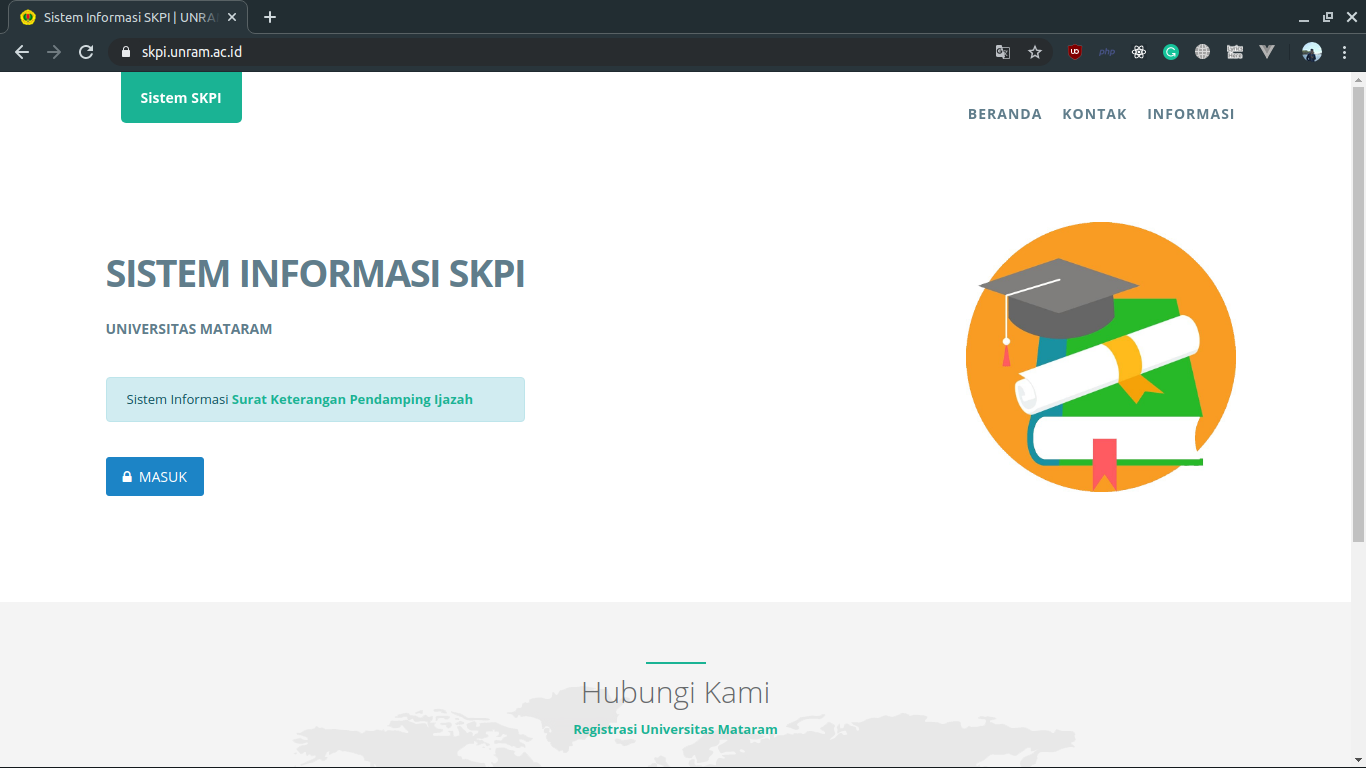 Sistem Informasi SKPI | UNRA
skpi.unram.ac.id
php
Sistem SKPI
BERANDA KONTAK INFORMASI
SISTEM INFORMASI SKPI
UNIVERSITAS MATARAM
Sistem Informasi Surat Keterangan Pendamping Ijazah
MASUK
Hubungi Kami
Registrasi Universitas Mataram